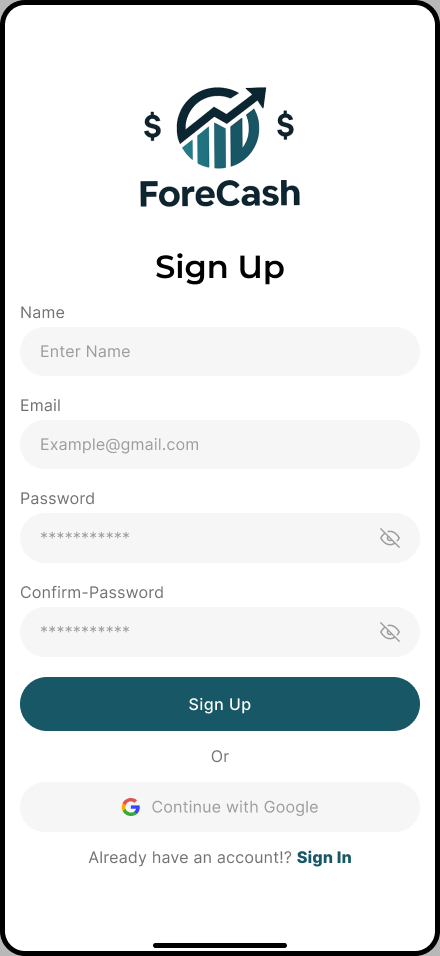 $ $
ForeCash
Sign Up
Name
Enter Name
Email
Example@gmail.com
Password
***********
Confirm-Password
***********
Sign Up
Or
Continue with Google
Already have an account!? Sign In